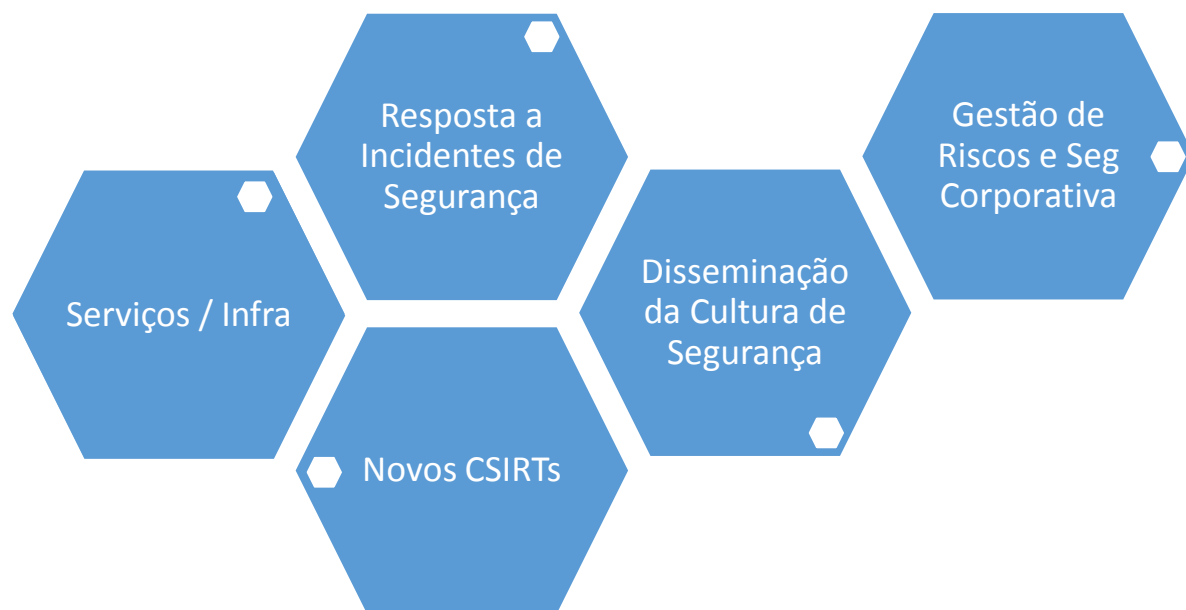 Resposta a
Incidentes de
Segurança
Gestão de
Riscos e Seg
Corporativa
Serviços / Infra
Disseminação
da Cultura de
Segurança
Novos CSIRTs